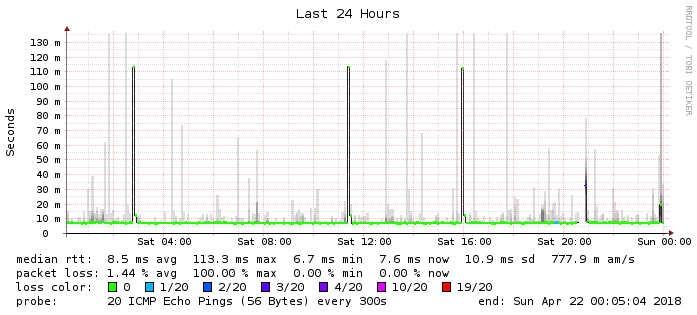 Last 24 Hours
RRDTOOL / TOBI OETIKER
Seconds
130 m
120 m
110 m
100 m
90 m
80 m
70 m
60 m
50 m
40 m
30 m
20 m
10 m
0
Sat 04:00 Sat 08:00 Sat 12:00 Sat 16:00 Sat 20:00 Sun 00:00
median rtt: 8.5 ms avg 113.3 ms max 6.7 ms min 7.6 ms now 10.9 ms sd 777.9 m am/s
packet loss: 1.44 % avg 100.00 % max 0.00 % min 0.00 % now
loss color: 0 1/20 2/20 3/20 4/20 10/20 19/20
probe: 20 ICMP Echo Pings (56 Bytes) every 300s end: Sun Apr 22 00:05:04 2018